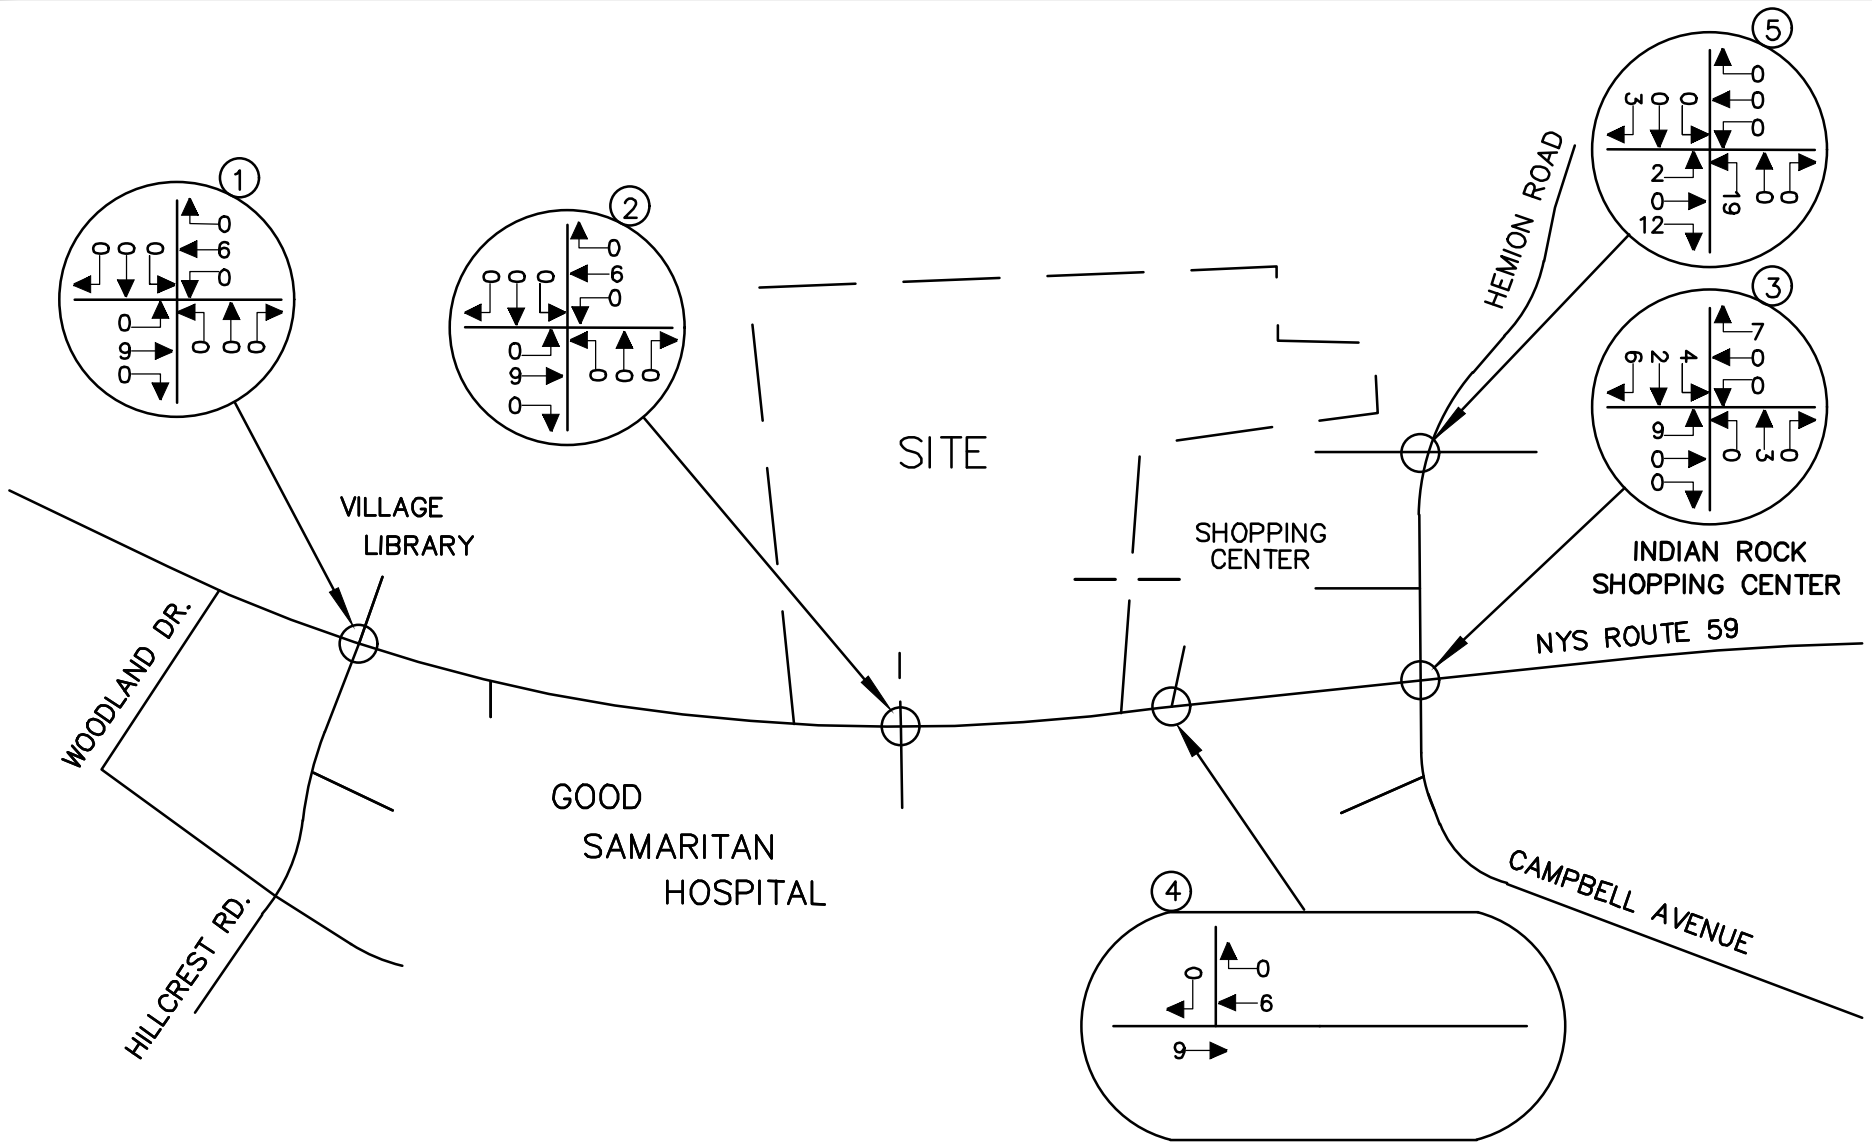 5
0
0
0
3 0 0
2
0
12
19 0 0
1
0
6
0
0 0 0
0
9
0
0 0 0
2
0
6
0
0 0 0
0
9
0
0 0 0
HEMION ROAD
3
7
0
0
6 2 4
9
0
0
0 3 0
SITE
VILLAGE
LIBRARY
SHOPPING
CENTER
INDIAN ROCK
SHOPPING CENTER
NYS ROUTE 59
WOODLAND DR.
GOOD
SAMARITAN
HOSPITAL
HILLCREST RD.
CAMPBELL AVENUE
4
0
0
6
9